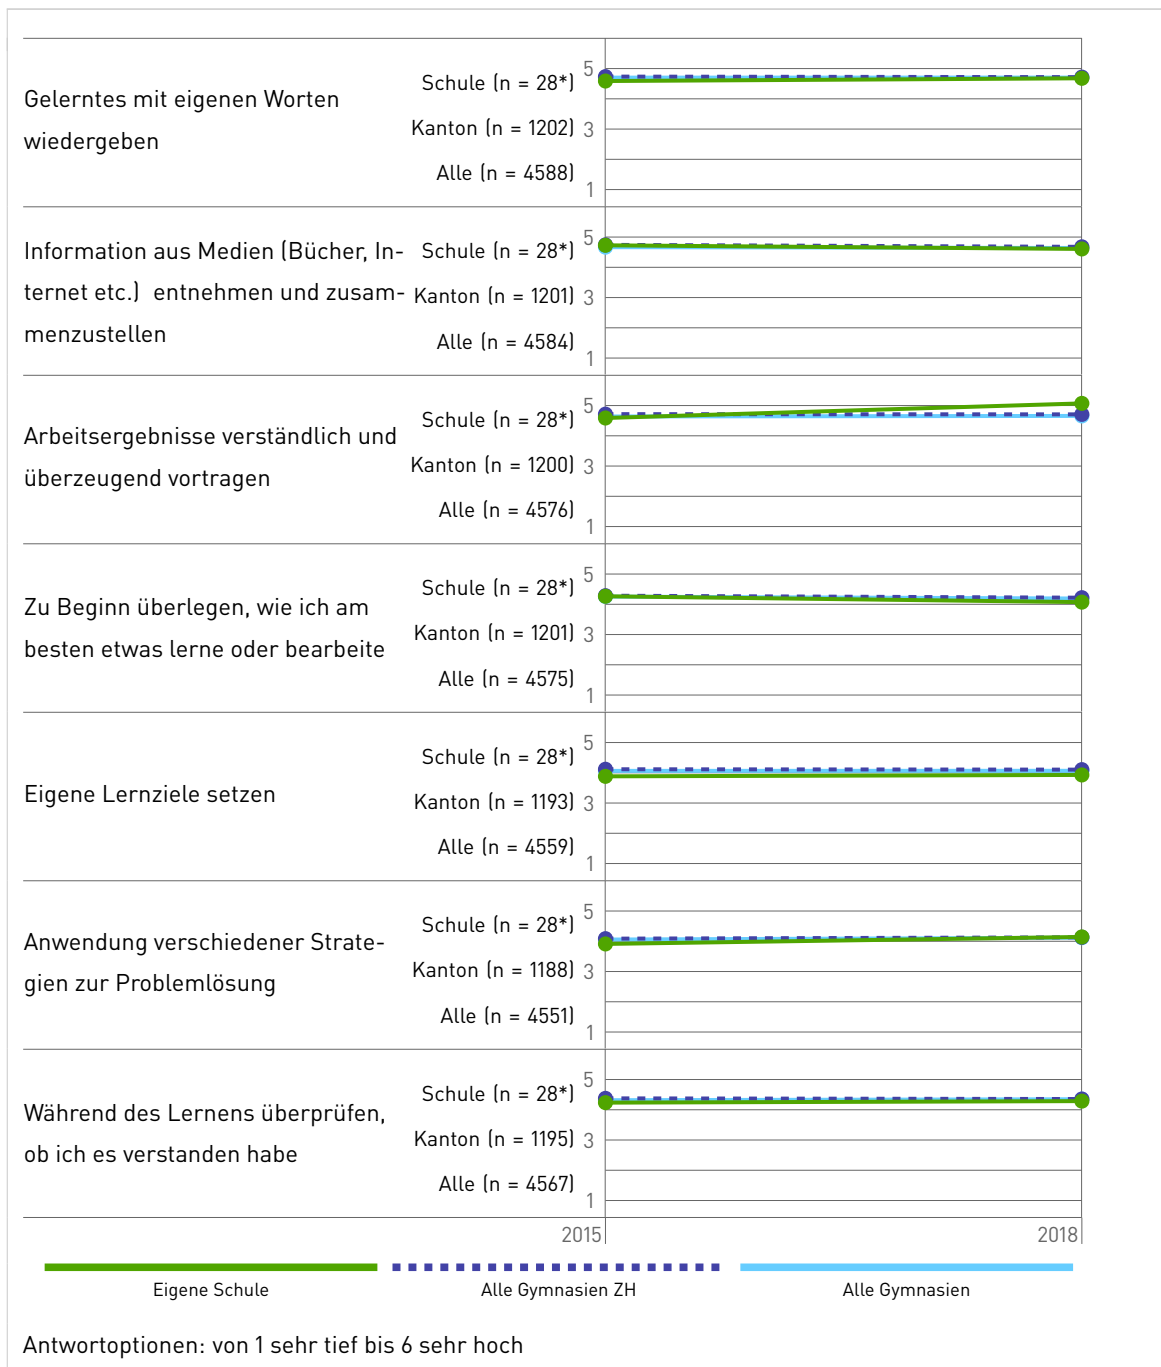 Gelerntes mit eigenen Worten
wiedergeben
Schule (n = 28*)
Kanton (n = 1202)
Alle (n = 4588)
5
3
1
Information aus Medien (Bücher, In-
ternet etc.)  entnehmen und zusam-
menzustellen
Schule (n = 28*)
Kanton (n = 1201)
Alle (n = 4584)
5
3
1
Arbeitsergebnisse verständlich und
überzeugend vortragen
Schule (n = 28*)
Kanton (n = 1200)
Alle (n = 4576)
5
3
1
Zu Beginn überlegen, wie ich am
besten etwas lerne oder bearbeite
Schule (n = 28*)
Kanton (n = 1201)
Alle (n = 4575)
5
3
1
Eigene Lernziele setzen
Schule (n = 28*)
Kanton (n = 1193)
Alle (n = 4559)
5
3
1
Anwendung verschiedener Strate-
gien zur Problemlösung
Schule (n = 28*)
Kanton (n = 1188)
Alle (n = 4551)
5
3
1
Während des Lernens überprüfen,
ob ich es verstanden habe
Schule (n = 28*)
Kanton (n = 1195)
Alle (n = 4567)
5
3
1
2015 2018
Eigene Schule Alle Gymnasien ZH Alle Gymnasien
Antwortoptionen: von 1 sehr tief bis 6 sehr hoch